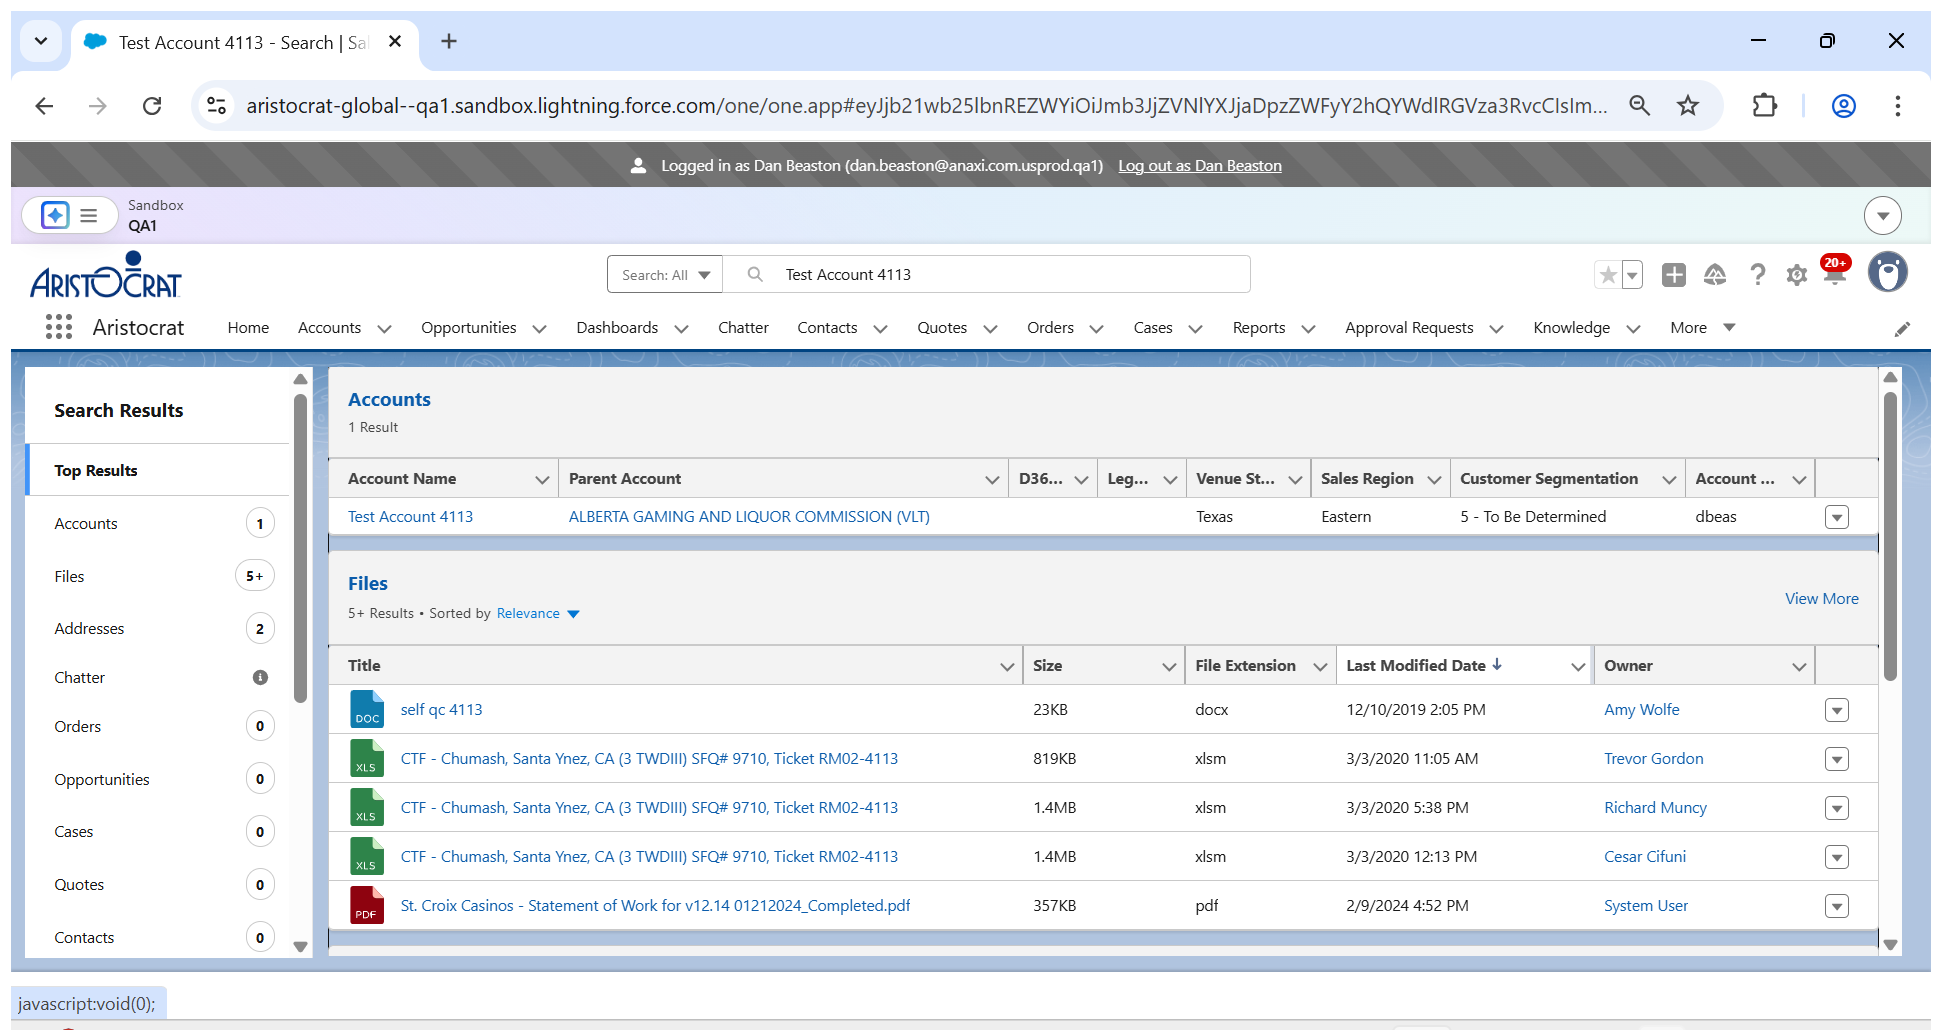 Test Account 4113 - Search | Sal
aristocrat-global--qa1.sandbox.lightning.force.com/one/one.app#eyJjb21wb25lbnREZWYiOiJmb3JjZVNlYXJjaDpzZWFyY2hQYWdlRGVza3RvcCIsIm...
Logged in as Dan Beaston (dan.beaston@anaxi.com.usprod.qa1) Log out as Dan Beaston
Sandbox
QA1
ARISTOCRAT
Search: All
Test Account 4113
20+
Aristocrat Home Accounts Opportunities Dashboards Chatter Contacts Quotes Orders Cases Reports Approval Requests Knowledge More
Search Results
Top Results
Accounts 1
Files 5+
Addresses 2
Chatter
Orders 0
Opportunities 0
Cases 0
Quotes 0
Contacts 0
Accounts
1 Result
Account Name Parent Account D36... Leg... Venue St... Sales Region Customer Segmentation Account ...
Test Account 4113 ALBERTA GAMING AND LIQUOR COMMISSION (VLT) Texas Eastern 5 - To Be Determined dbeas
Files
5+ Results • Sorted by Relevance
View More
Title Size File Extension Last Modified Date Owner
DOC self qc 4113 23KB docx 12/10/2019 2:05 PM Amy Wolfe
XLS CTF - Chumash, Santa Ynez, CA (3 TWDIII) SFQ# 9710, Ticket RM02-4113 819KB xlsm 3/3/2020 11:05 AM Trevor Gordon
XLS CTF - Chumash, Santa Ynez, CA (3 TWDIII) SFQ# 9710, Ticket RM02-4113 1.4MB xlsm 3/3/2020 5:38 PM Richard Muncy
XLS CTF - Chumash, Santa Ynez, CA (3 TWDIII) SFQ# 9710, Ticket RM02-4113 1.4MB xlsm 3/3/2020 12:13 PM Cesar Cifuni
PDF St. Croix Casinos - Statement of Work for v12.14 01212024_Completed.pdf 357KB pdf 2/9/2024 4:52 PM System User
javascript:void(0);